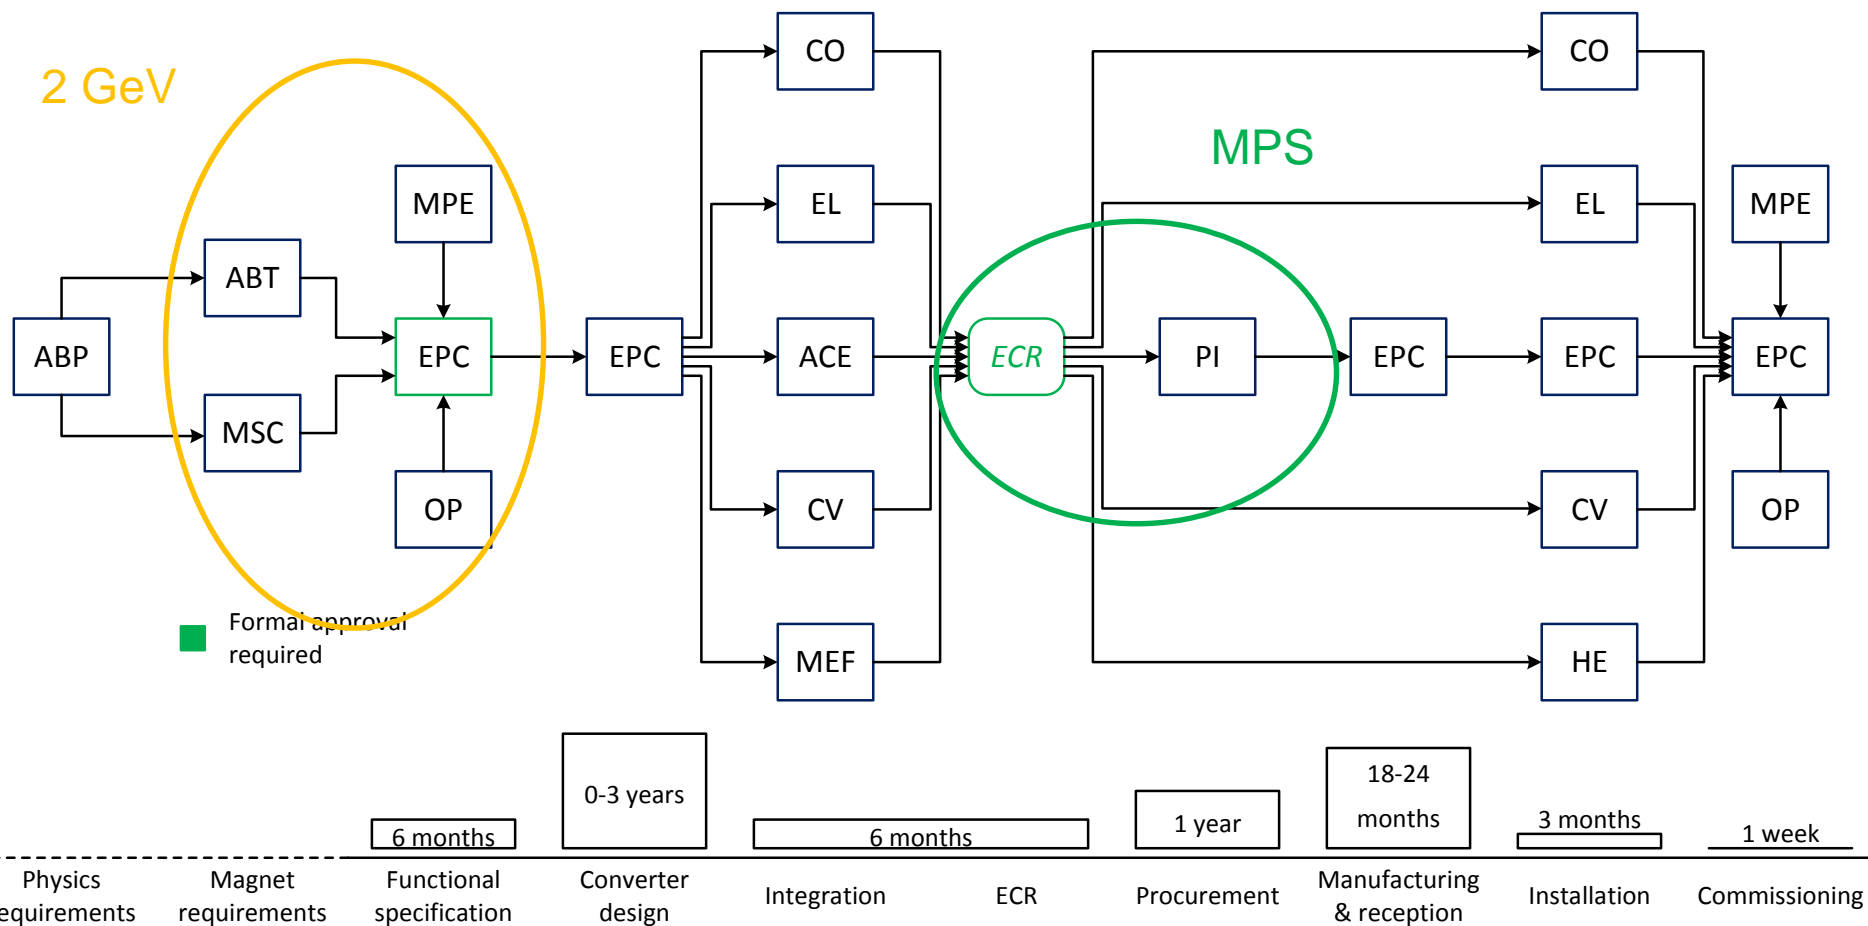 2 GeV
MPS
CO
CO
MPE
EL
EL
MPE
ABT
ABP
EPC
EPC
ACE
ECR
PI
EPC
EPC
EPC
MSC
OP
CV
CV
OP
Formal approval
required
MEF
HE
0-3 years
18-24
months
6 months
6 months
1 year
3 months
1 week
Physics
equirements
Magnet
requirements
Functional
specification
Converter
design
Integration
ECR
Procurement
Manufacturing
& reception
Installation
Commissioning